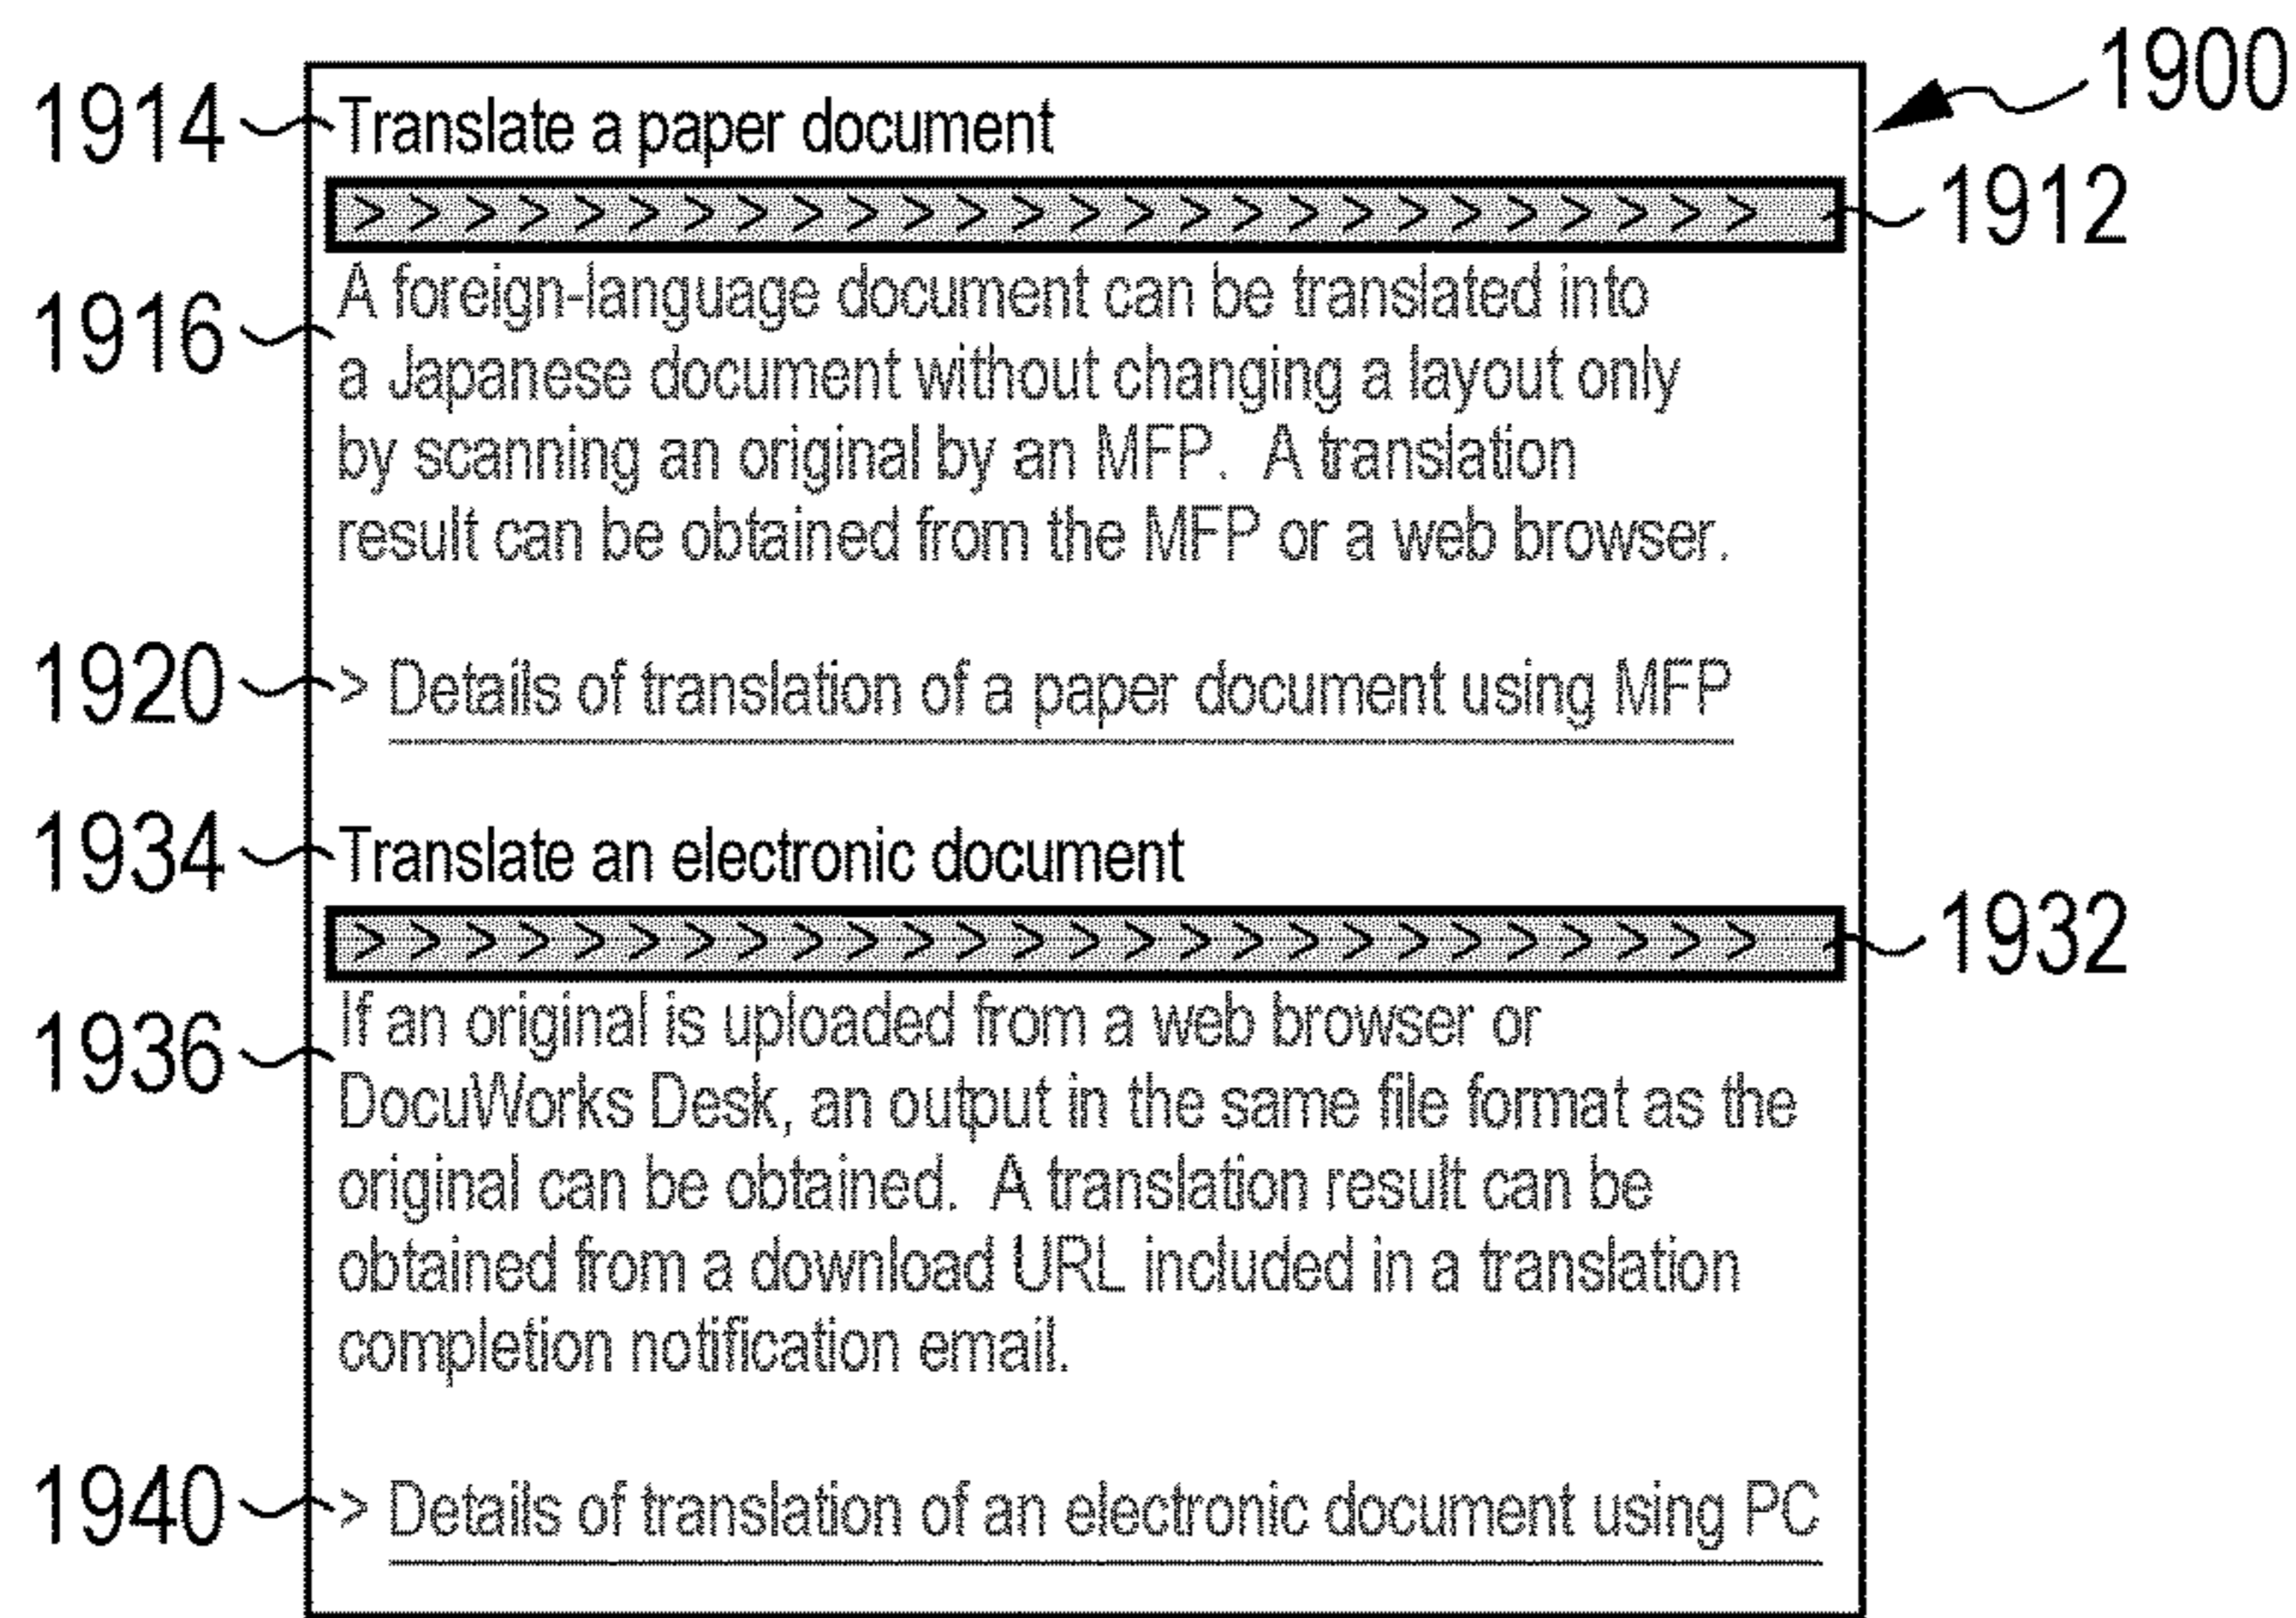 1900
1914 Translate a paper document
> > > > > > > > > > > > > > > > > > > > > > > > > > 1912
1916 A foreign-language document can be translated into
a Japanese document without changing a layout only
by scanning an original by an MFP. A translation
result can be obtained from the MFP or a web browser.
1920 > Details of translation of a paper document using MFP
1934 Translate an electronic document
> > > > > > > > > > > > > > > > > > > > > > > > > > 1932
1936 If an original is uploaded from a web browser or
DocuWorks Desk, an output in the same file format as the
original can be obtained. A translation result can be
obtained from a download URL included in a translation
completion notification email.
1940 > Details of translation of an electronic document using PC